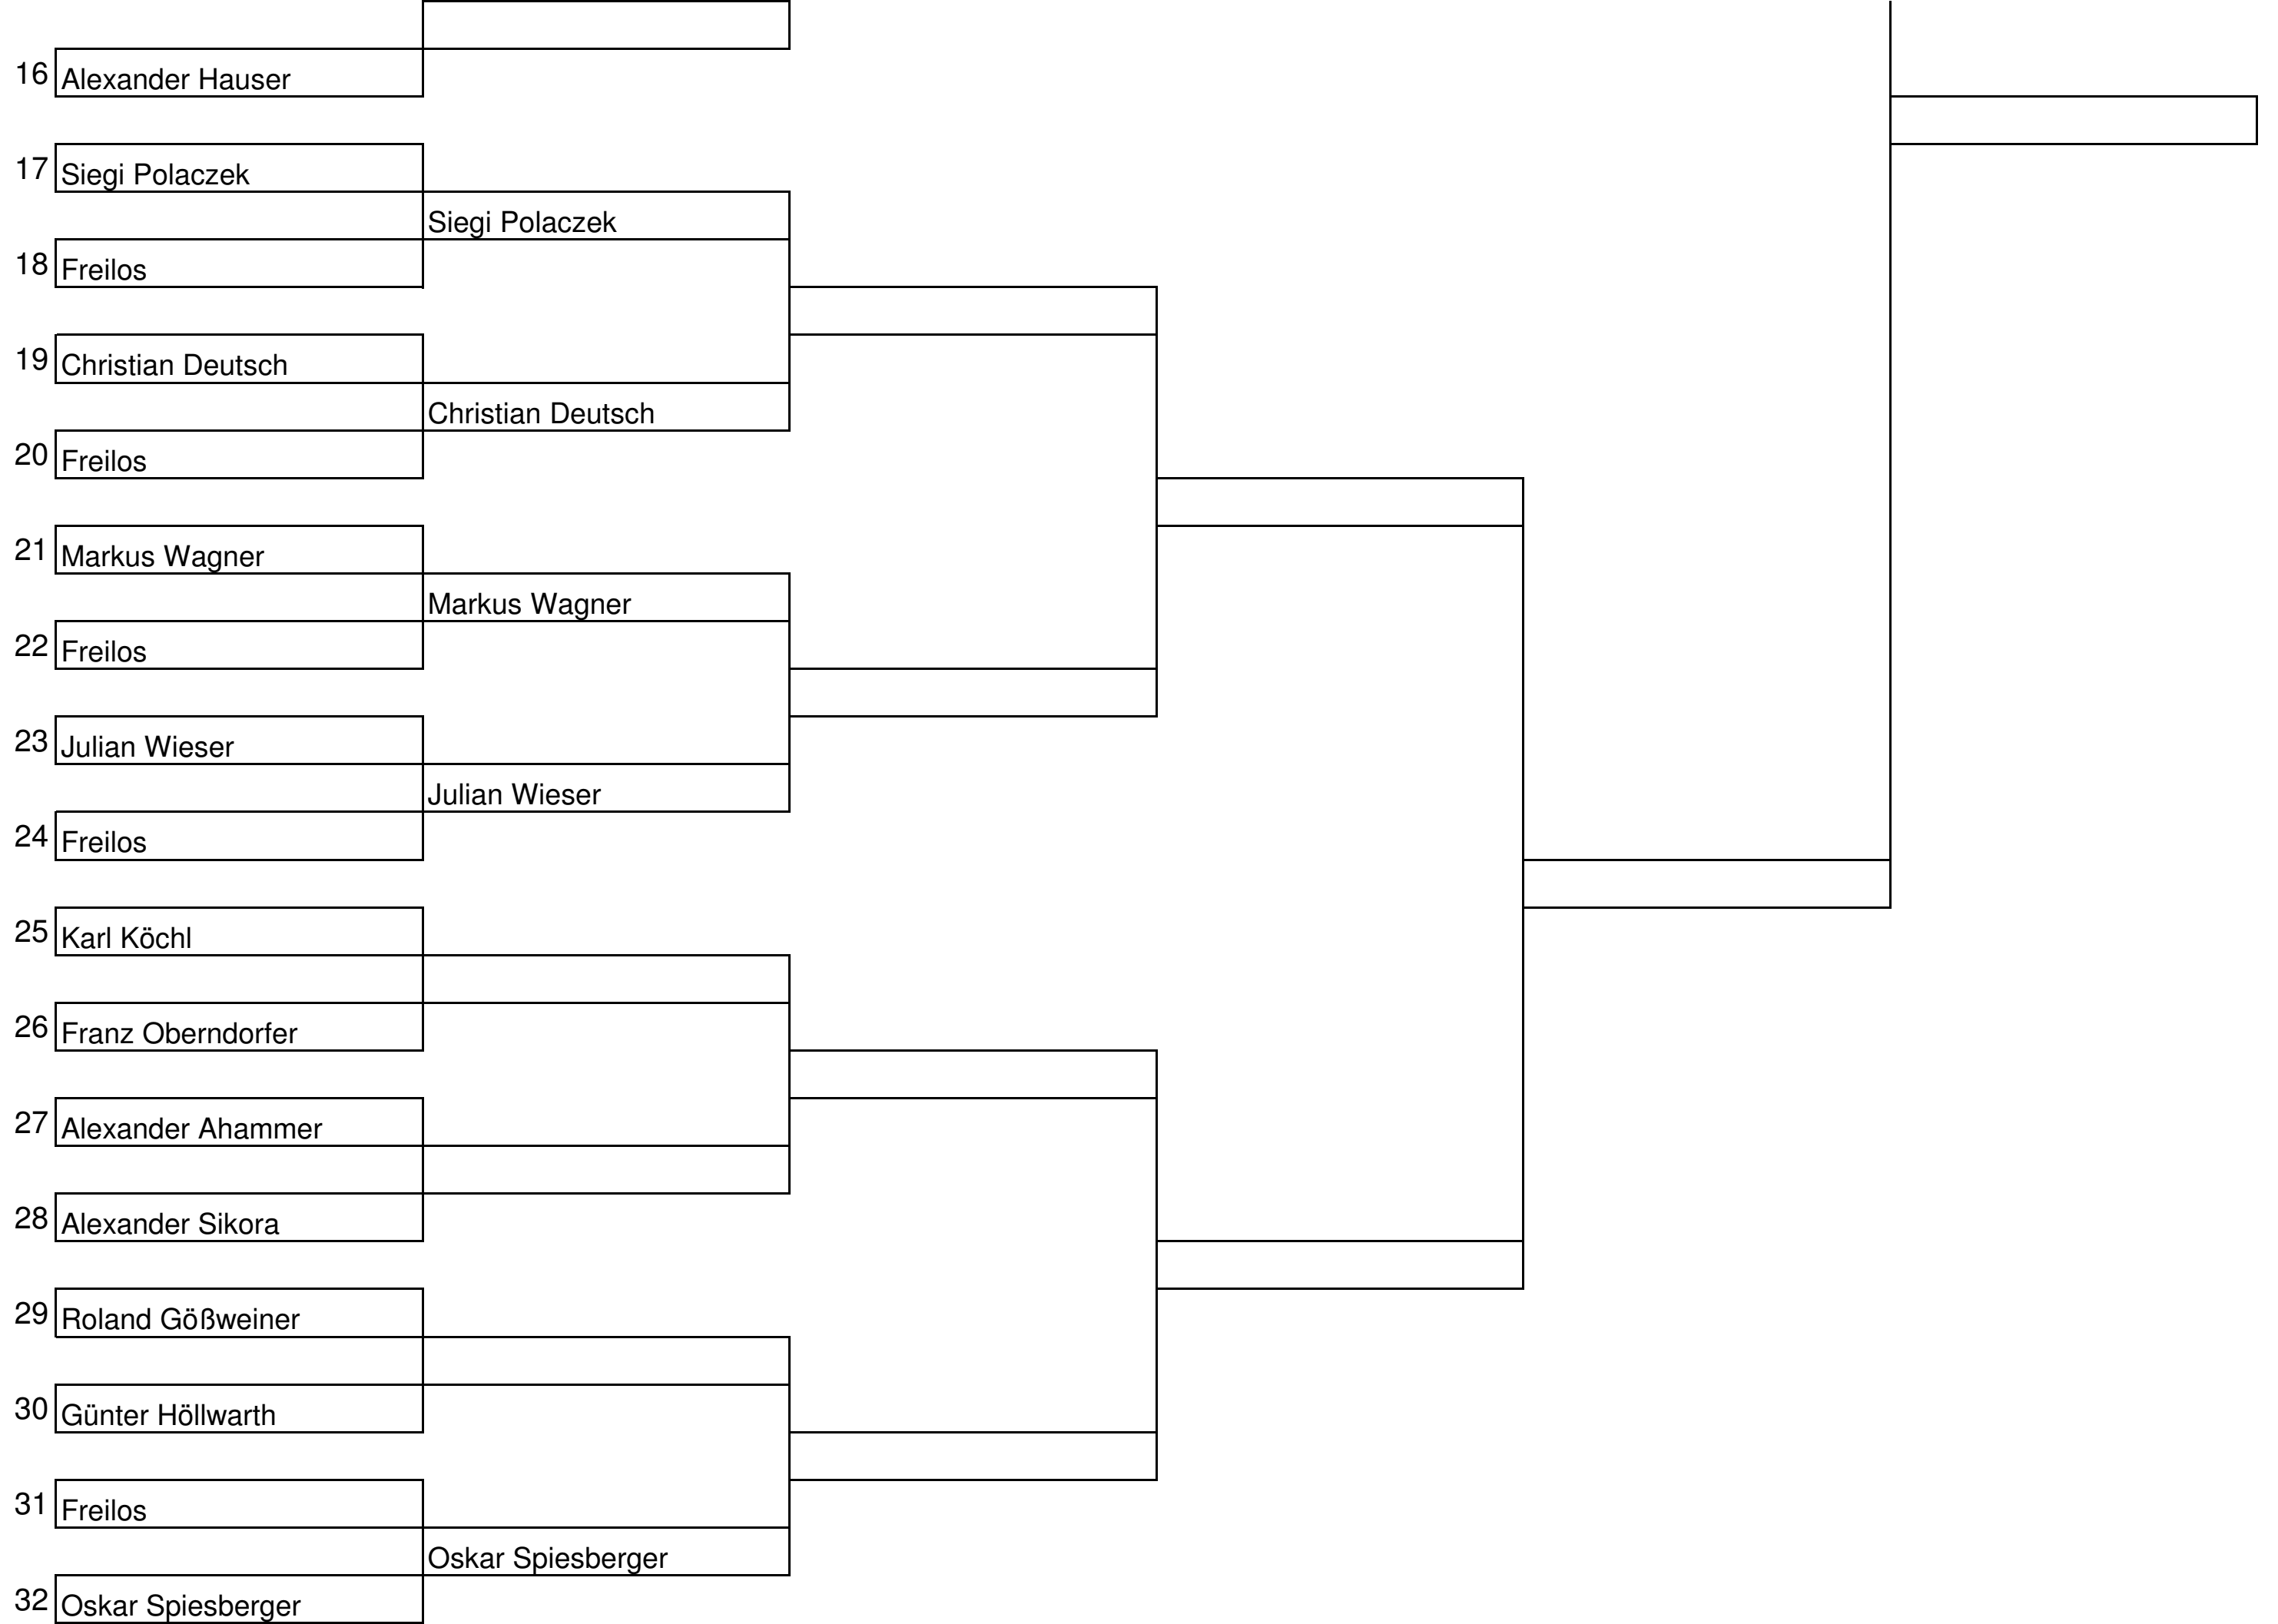 16 Alexander Hauser
17 Siegi Polaczek
Siegi Polaczek
18 Freilos
19 Christian Deutsch
Christian Deutsch
20 Freilos
21 Markus Wagner
Markus Wagner
22 Freilos
23 Julian Wieser
Julian Wieser
24 Freilos
25 Karl Köchl
26 Franz Oberndorfer
27 Alexander Ahammer
28 Alexander Sikora
29 Roland Gößweiner
30 Günter Höllwarth
31 Freilos
Oskar Spiesberger
32 Oskar Spiesberger